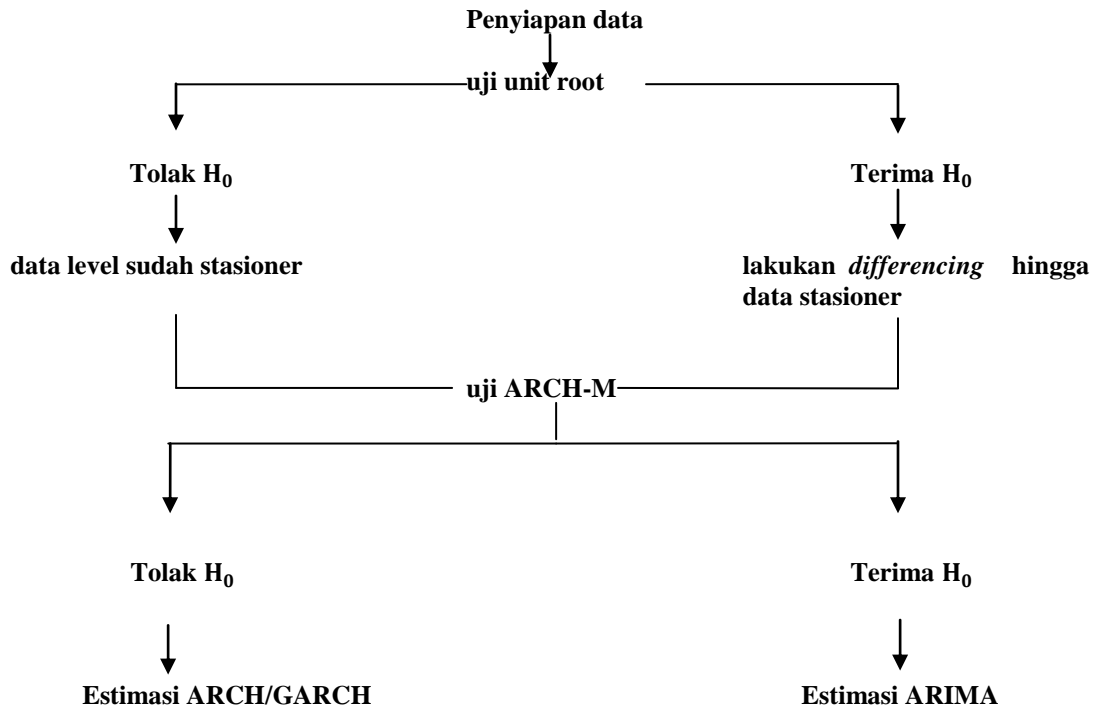 Penyiapan data
uji unit root
Tolak H₀
Terima H₀
data level sudah stasioner
lakukan differencing hingga
data stasioner
uji ARCH-M
Tolak H₀
Terima H₀
Estimasi ARCH/GARCH
Estimasi ARIMA